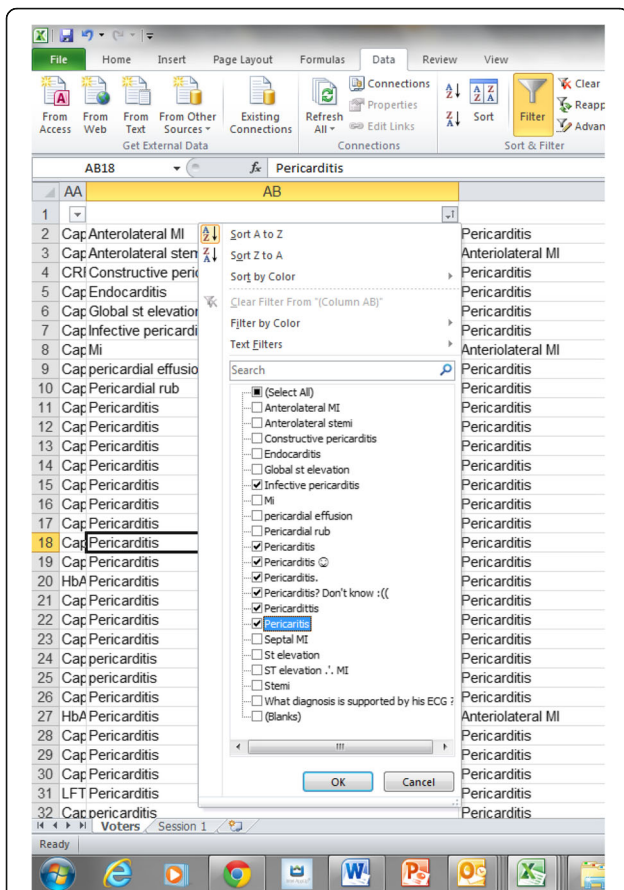 File Home Insert Page Layout Formulas Data Review View
From Access From Web From Text From Other Sources Existing Connections Refresh All Connections Properties Edit Links Sort Filter Clear Reapp Advan
Get External Data Connections Sort & Filter
AB18 fx Pericarditis
AA AB
1
2 Cap Anterolateral MI Pericarditis
3 Cap Anterolateral stem Anteriolateral MI
4 CRI Constructive peric Pericarditis
5 Cap Endocarditis Pericarditis
6 Cap Global st elevation Pericarditis
7 Cap Infective pericardi Pericarditis
8 Cap Mi Anteriolateral MI
9 Cap pericardial effusio Pericarditis
10 Cap Pericardial rub Pericarditis
11 Cap Pericarditis Pericarditis
12 Cap Pericarditis Pericarditis
13 Cap Pericarditis Pericarditis
14 Cap Pericarditis Pericarditis
15 Cap Pericarditis Pericarditis
16 Cap Pericarditis Pericarditis
17 Cap Pericarditis Pericarditis
18 Cap Pericarditis Pericarditis
19 Cap Pericarditis Pericarditis
20 HbA Pericarditis Pericarditis
21 Cap Pericarditis Pericarditis
22 Cap Pericarditis Pericarditis
23 Cap Pericarditis Pericarditis
24 Cap pericarditis Pericarditis
25 Cap pericarditis Pericarditis
26 Cap Pericarditis Pericarditis
27 HbA Pericarditis Anteriolateral MI
28 Cap Pericarditis Pericarditis
29 Cap Pericarditis Pericarditis
30 Cap Pericarditis Pericarditis
31 LFT Pericarditis Pericarditis
32 Cap pericarditis Pericarditis
Sort A to Z
Sort Z to A
Sort by Color
Clear Filter From "(Column AB)"
Filter by Color
Text Filters
Search
(Select All)
Anterolateral MI
Anterolateral stemi
Constructive pericarditis
Endocarditis
Global st elevation
Infective pericarditis
Mi
pericardial effusion
Pericardial rub
Pericarditis
Pericarditis ☺
Pericarditis.
Pericarditis? Don't know :((
Pericardittis
Pericaritis
Septal MI
St elevation
ST elevation .'. MI
Stemi
What diagnosis is supported by his ECG ?
(Blanks)
OK Cancel
Voters Session 1
Ready